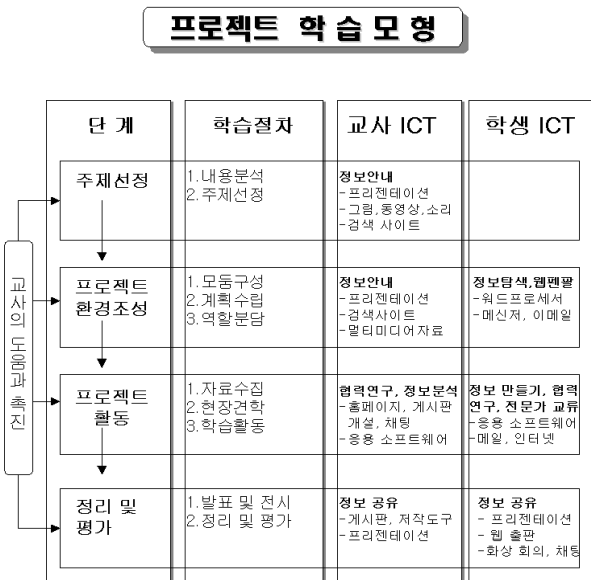 프로젝트 학습모형
단 계
학습절차
교사 ICT
학생 ICT
교사의 도움과 촉진
주제선정
1.내용분석
2.주제선정
정보안내
-프리젠테이션
-그림,동영상,소리
-검색 사이트
프로젝트
환경조성
1.모둠구성
2.계획수립
3.역할분담
정보안내
-프리젠테이션
-검색사이트
-멀티미디어자료
정보탐색,웹펜팔
-워드프로세서
-메신저, 이메일
프로젝트
활동
1.자료수집
2.현장견학
3.학습활동
협력연구, 정보분석
-홈페이지, 게시판
개설, 채팅
-응용 소프트웨어
정보 만들기, 협력
연구, 전문가 교류
-응용 소프트웨어
-메일, 인터넷
정리 및
평가
1.발표 및 전시
2.정리 및 평가
정보 공유
-게시판, 저작도구
-프리젠테이션
정보 공유
- 프리젠테이션
- 웹 출판
-화상 회의, 채팅